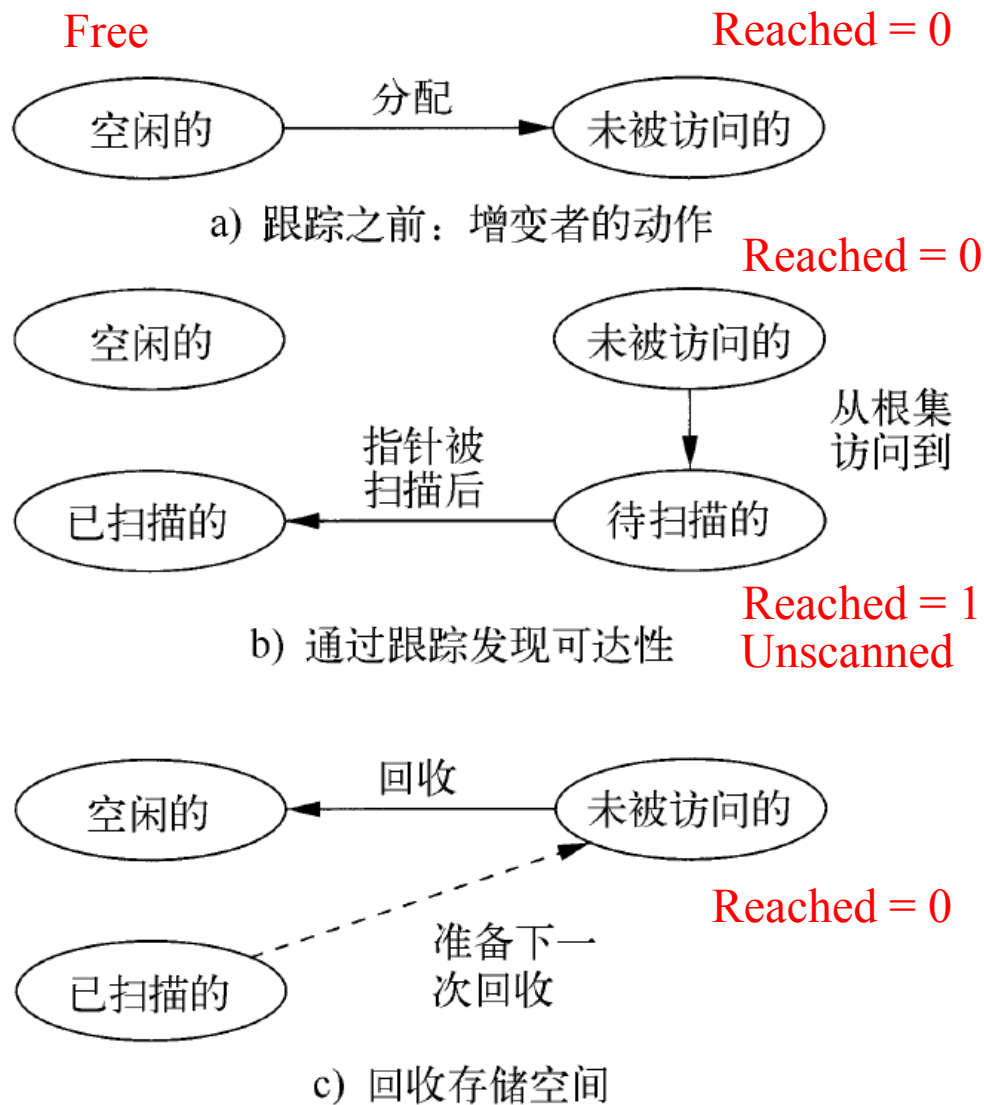 Free
Reached = 0
空闲的
分配
未被访问的
a) 跟踪之前：增变者的动作
Reached = 0
空闲的
未被访问的
从根集
访问到
指针被
扫描后
已扫描的
待扫描的
Reached = 1
Unscanned
b) 通过跟踪发现可达性
空闲的
回收
未被访问的
Reached = 0
准备下一
次回收
已扫描的
c) 回收存储空间